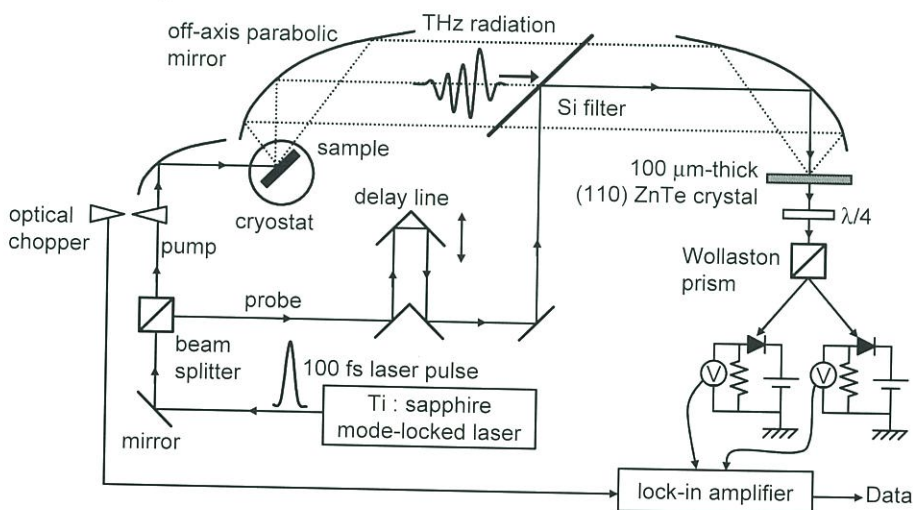 off-axis parabolic
mirror
THz radiation
Si filter
sample
cryostat
100 μm-thick
(110) ZnTe crystal
λ/4
optical
chopper
pump
delay line
Wollaston
prism
probe
beam
splitter
100 fs laser pulse
Ti : sapphire
mode-locked laser
mirror
V
V
lock-in amplifier
Data